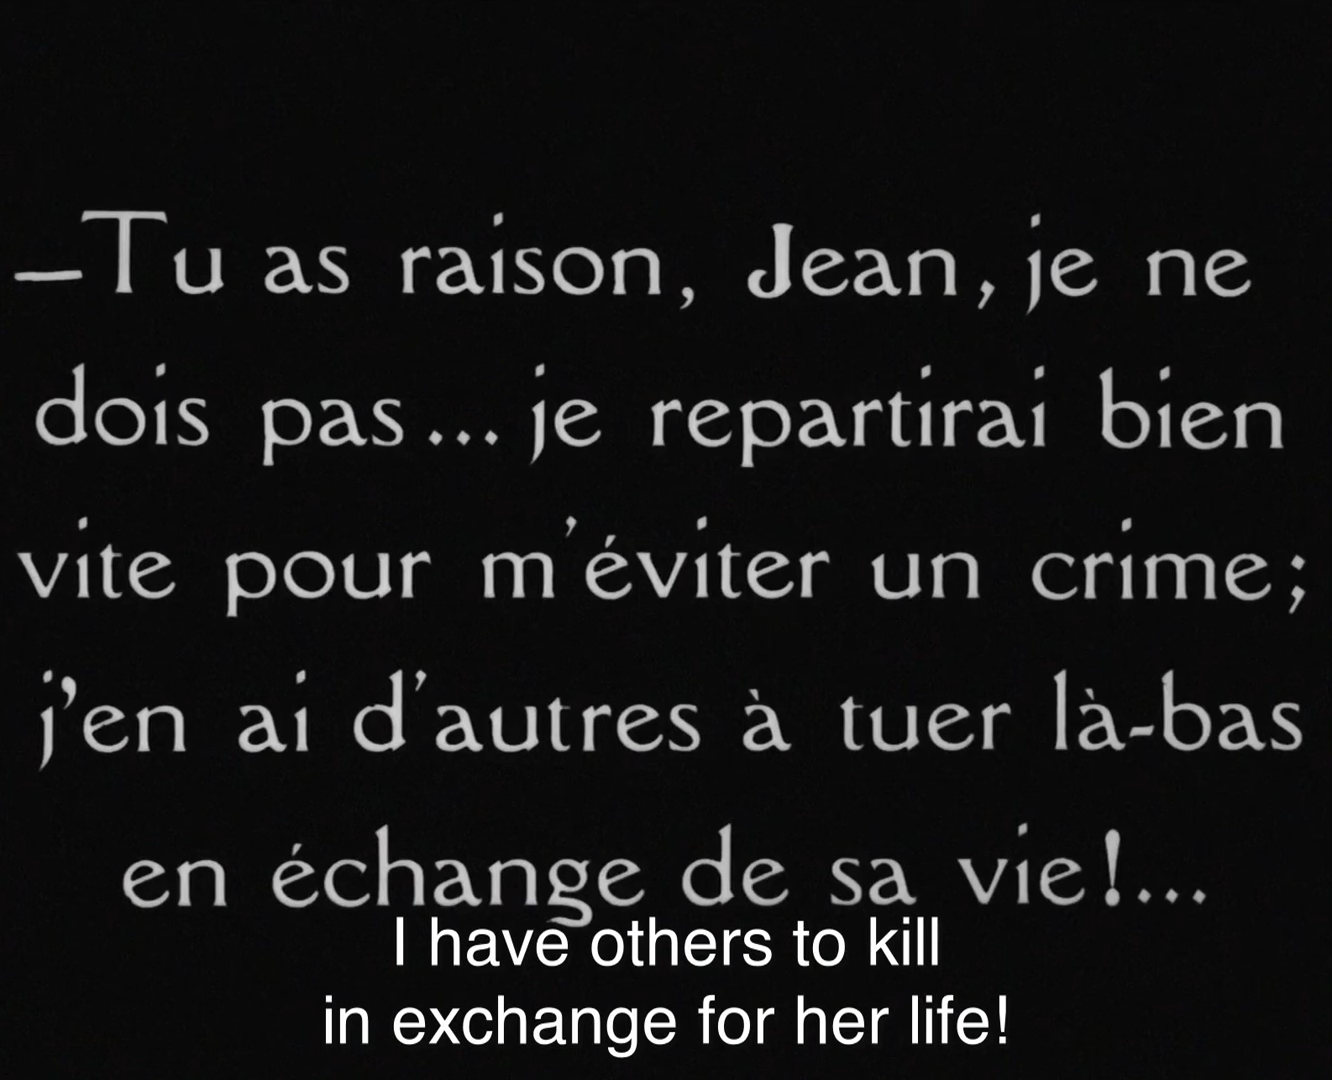 –Tu as raison, Jean, je ne
dois pas... je repartirai bien
vite pour m'éviter un crime;
j'en ai d'autres à tuer là-bas
en échange de sa vie!...
I have others to kill
in exchange for her life!